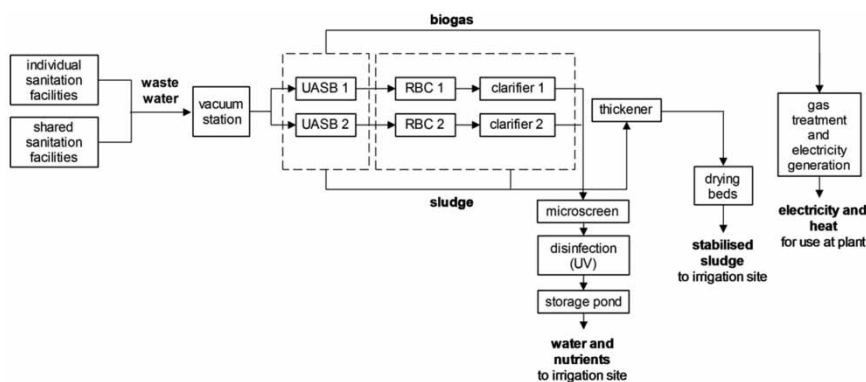 biogas
individual
sanitation
facilities
shared
sanitation
facilities
waste
water
vacuum
station
UASB 1
RBC 1
clarifier 1
UASB 2
RBC 2
clarifier 2
thickener
gas
treatment
and
electricity
generation
drying
beds
sludge
microscreen
disinfection
(UV)
storage pond
water and
nutrients
to irrigation site
stabilised
sludge
to irrigation site
electricity and
heat
for use at plant